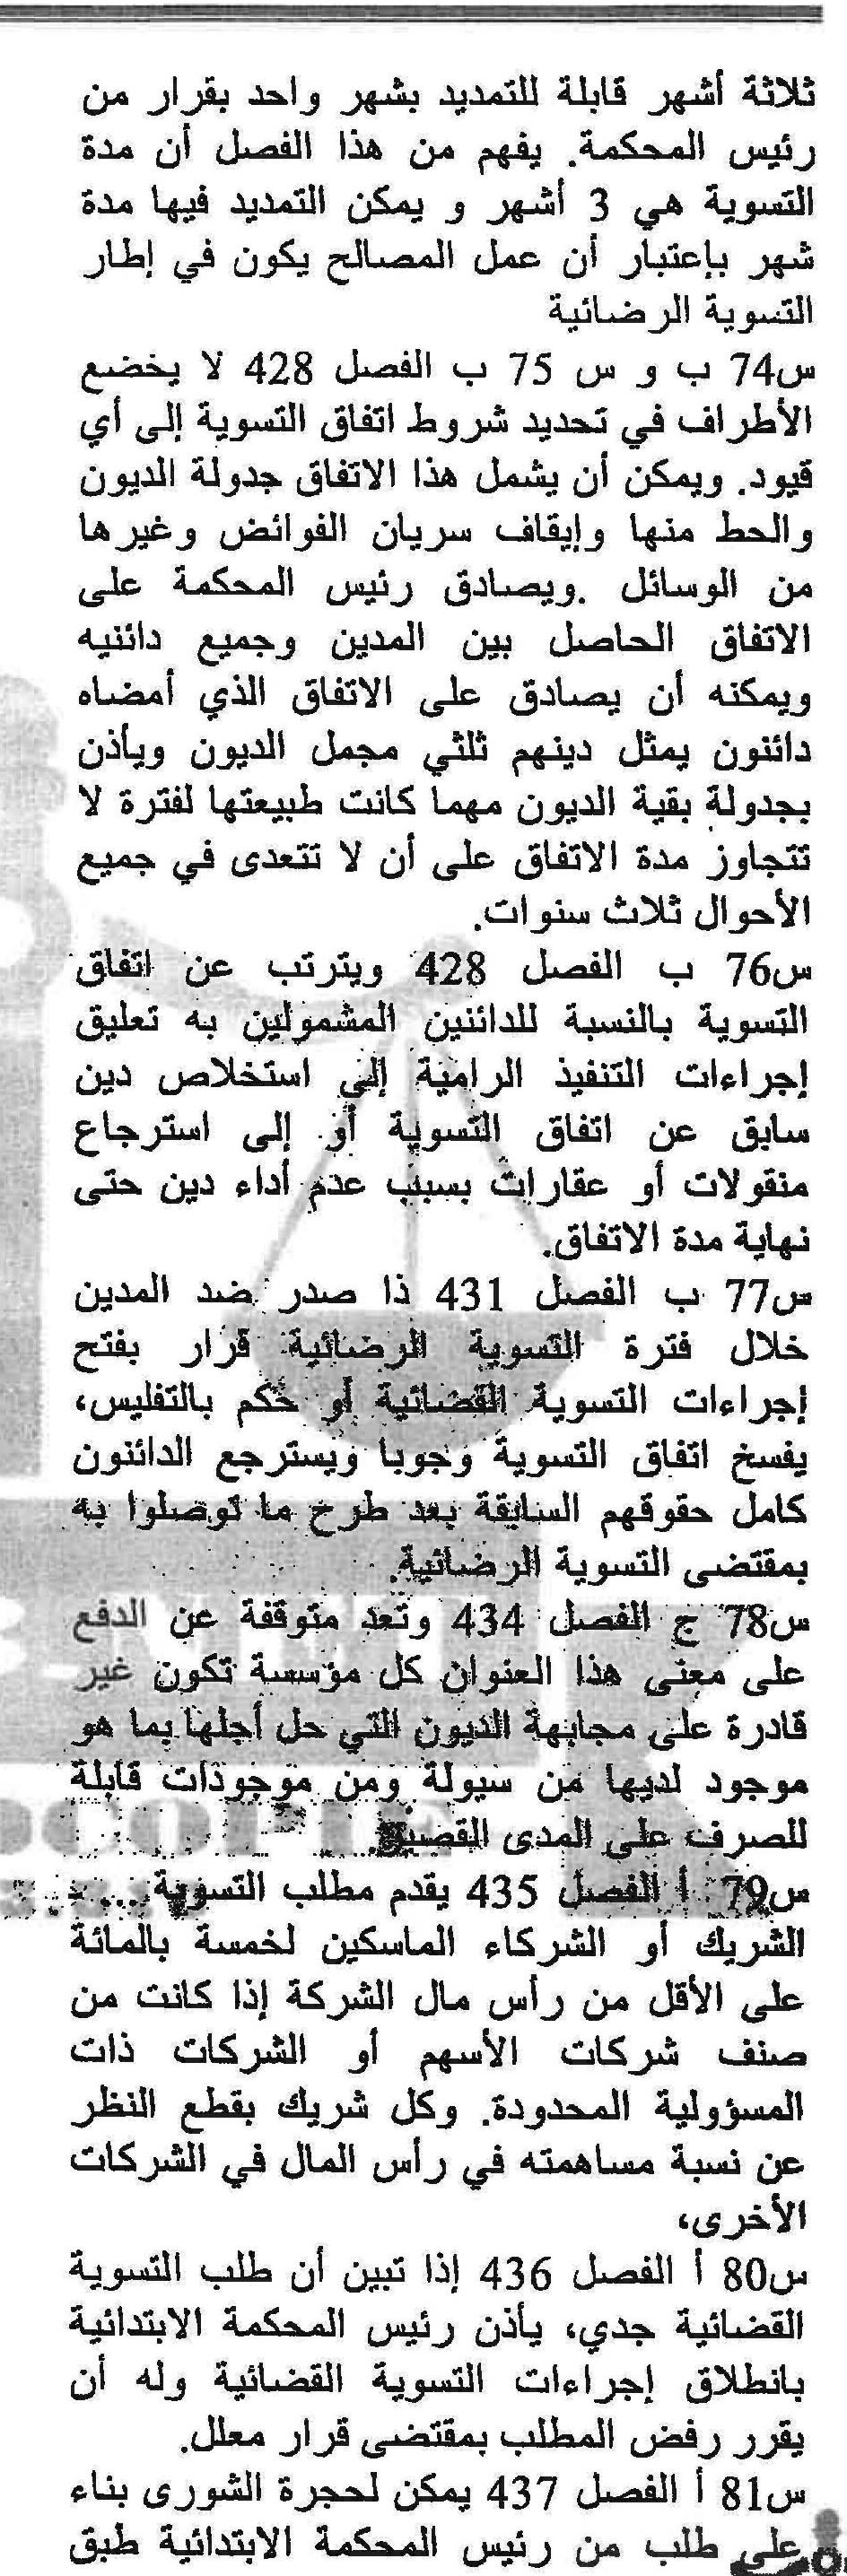 ثلاثة أشهر قابلة للتمديد بشهر واحد بقرار من
رئيس المحكمة. يفهم من هذا الفصل أن مدة
التسوية هي 3 أشهر و يمكن التمديد فيها مدة
شهر بإعتبار أن عمل المصالح يكون في إطار
التسوية الرضائية
س74 ب و س 75 ب الفصل 428 لا يخضع
الأطراف في تحديد شروط اتفاق التسوية إلى أي
قيود. ويمكن أن يشمل هذا الاتفاق جدولة الديون
والحط منها وإيقاف سريان الفوائض وغيرها
من الوسائل .ويصادق رئيس المحكمة على
الاتفاق الحاصل بين المدين وجميع دائنيه
ويمكنه أن يصادق على الاتفاق الذي أمضاه
دائنون يمثل دينهم ثلثي مجمل الديون ويأذن
بجدولة بقية الديون مهما كانت طبيعتها لفترة لا
تتجاوز مدة الاتفاق على أن لا تتعدى في جميع
الأحوال ثلاث سنوات.
س76 ب الفصل 428 ويترتب عن اتفاق
التسوية بالنسبة للدائنين المشمولين به تعليق
إجراءات التنفيذ الرامية إلى استخلاص دين
سابق عن اتفاق التسوية أو إلى استرجاع
منقولات أو عقارات بسبب عدم أداء دين حتى
نهاية مدة الاتفاق.
س77 ب الفصل 431 ذا صدر ضد المدين
خلال فترة التسوية الرضائية قرار بفتح
إجراءات التسوية القضائية أو حكم بالتفليس،
يفسخ اتفاق التسوية وجوبا ويسترجع الدائنون
كامل حقوقهم السابقة بعد طرح ما توصلوا به
بمقتضى التسوية الرضائية.
س78 ج الفصل 434 وتعد متوقفة عن الدفع
على معنى هذا العنوان كل مؤسسة تكون غير
قادرة على مجابهة الديون التي حل أجلها بما هو
موجود لديها من سيولة ومن موجودات قابلة
للصرف على المدى القصير.
س79 أ الفصل 435 يقدم مطلب التسوية ...
الشريك أو الشركاء الماسكين لخمسة بالمائة
على الأقل من رأس مال الشركة إذا كانت من
صنف شركات الأسهم أو الشركات ذات
المسؤولية المحدودة. وكل شريك بقطع النظر
عن نسبة مساهمته في رأس المال في الشركات
الأخرى،
س80 أ الفصل 436 إذا تبين أن طلب التسوية
القضائية جدي، يأذن رئيس المحكمة الابتدائية
بانطلاق إجراءات التسوية القضائية وله أن
يقرر رفض المطلب بمقتضى قرار معلل.
س81 أ الفصل 437 يمكن لحجرة الشورى بناء
على طلب من رئيس المحكمة الابتدائية طبق